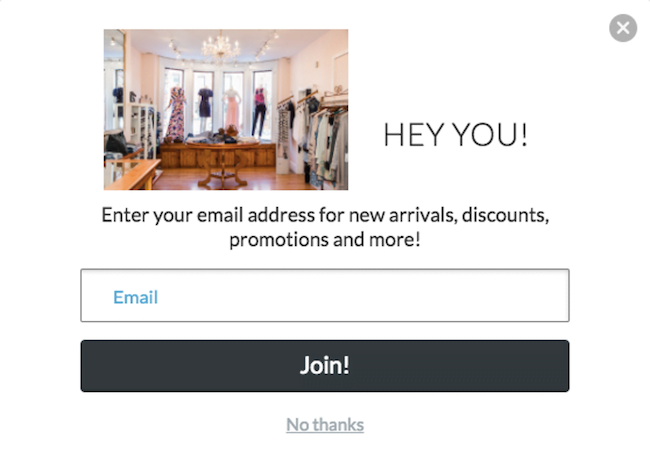 HEY YOU!
Enter your email address for new arrivals, discounts,
promotions and more!
Email
Join!
No thanks